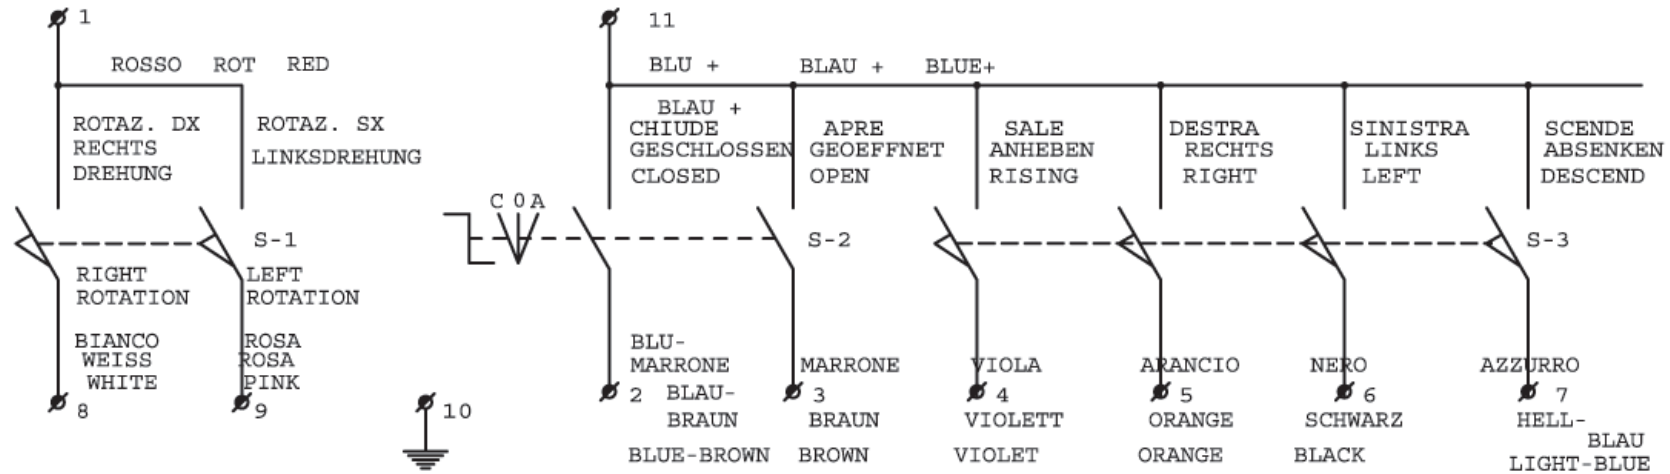 1
11
ROSSO ROT RED
BLU + BLAU + BLUE+
BLAU +
ROTAZ. DX
RECHTS
DREHUNG
ROTAZ. SX
LINKSDREHUNG
CHIUDE
GESCHLOSSEN
CLOSED
APRE
GEOEFFNET
OPEN
SALE
ANHEBEN
RISING
DESTRA
RECHTS
RIGHT
SINISTRA
LINKS
LEFT
SCENDE
ABSENKEN
DESCEND
C 0 A
S-1
S-2
S-3
RIGHT
ROTATION
LEFT
ROTATION
BIANCO
WEISS
WHITE
8
ROSA
ROSA
PINK
9
10
BLU-
MARRONE
2
BLAU-
BRAUN
BLUE-BROWN
MARRONE
3
BRAUN
BROWN
VIOLA
4
VIOLETT
VIOLET
ARANCIO
5
ORANGE
ORANGE
NERO
6
SCHWARZ
BLACK
AZZURRO
7
HELL-
BLAU
LIGHT-BLUE